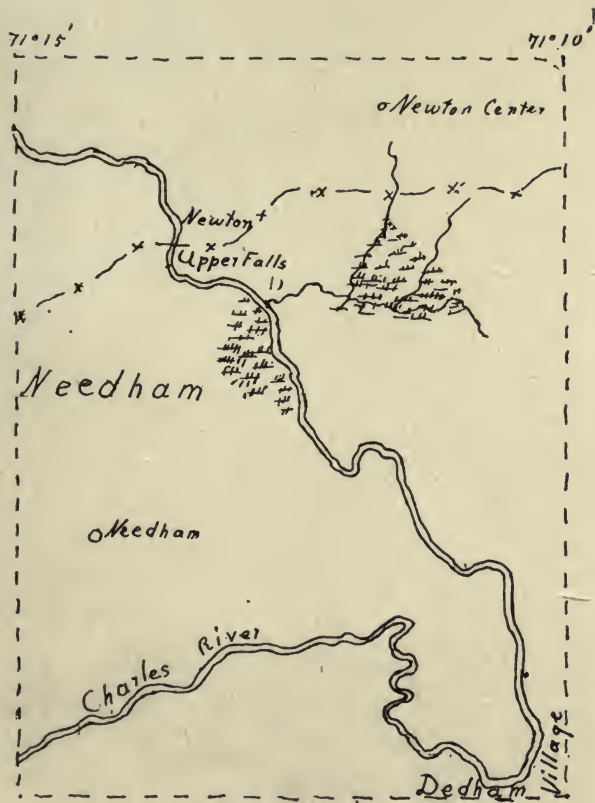 71°15'
71°10'
Newton Center
Newton
Upper Falls
Needham
Needham
Charles River
Dedham Village